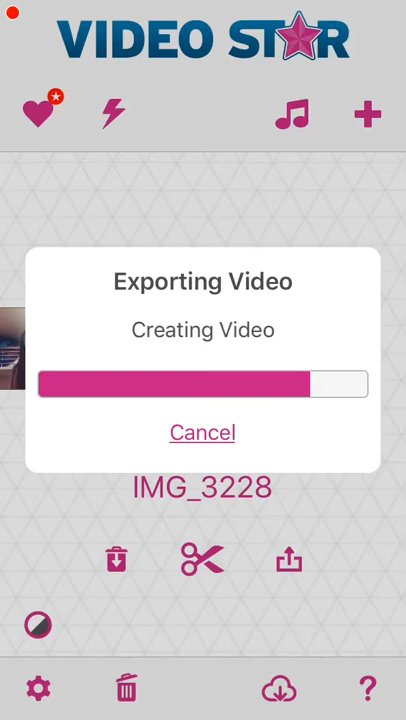 VIDEO STAR
Exporting Video
Creating Video
Cancel
IMG_3228
?